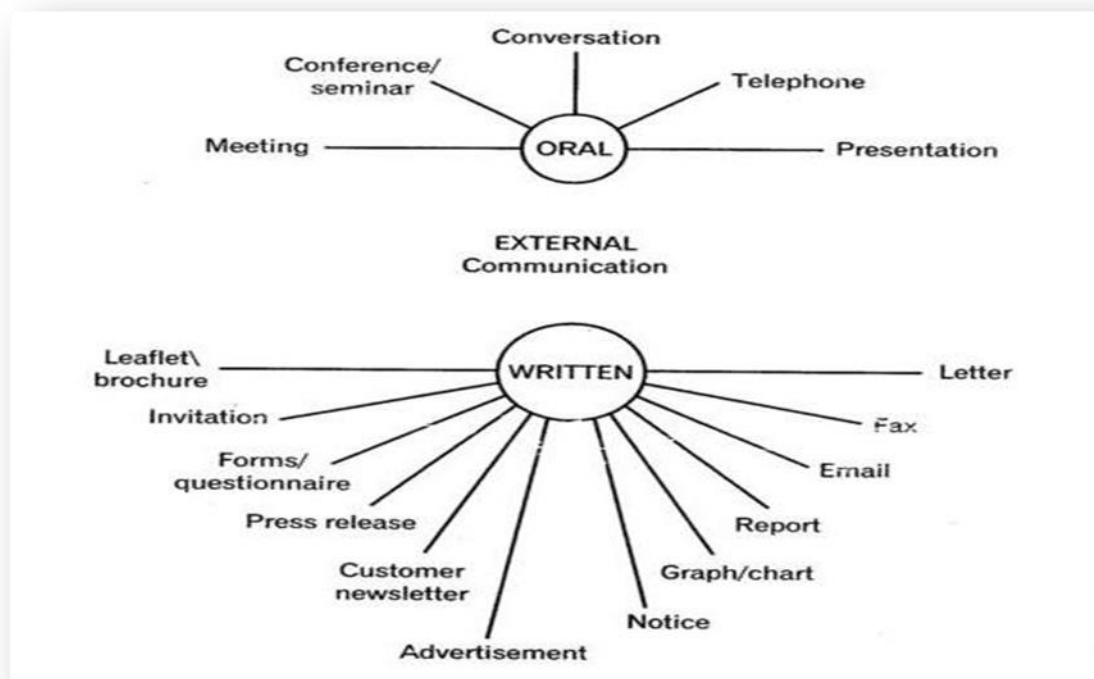 Conversation
Conference/
seminar
Telephone
Meeting
ORAL
Presentation
EXTERNAL
Communication
Leaflet\
brochure
WRITTEN
Letter
Invitation
Fax
Forms/
questionnaire
Email
Press release
Report
Customer
newsletter
Graph/chart
Notice
Advertisement